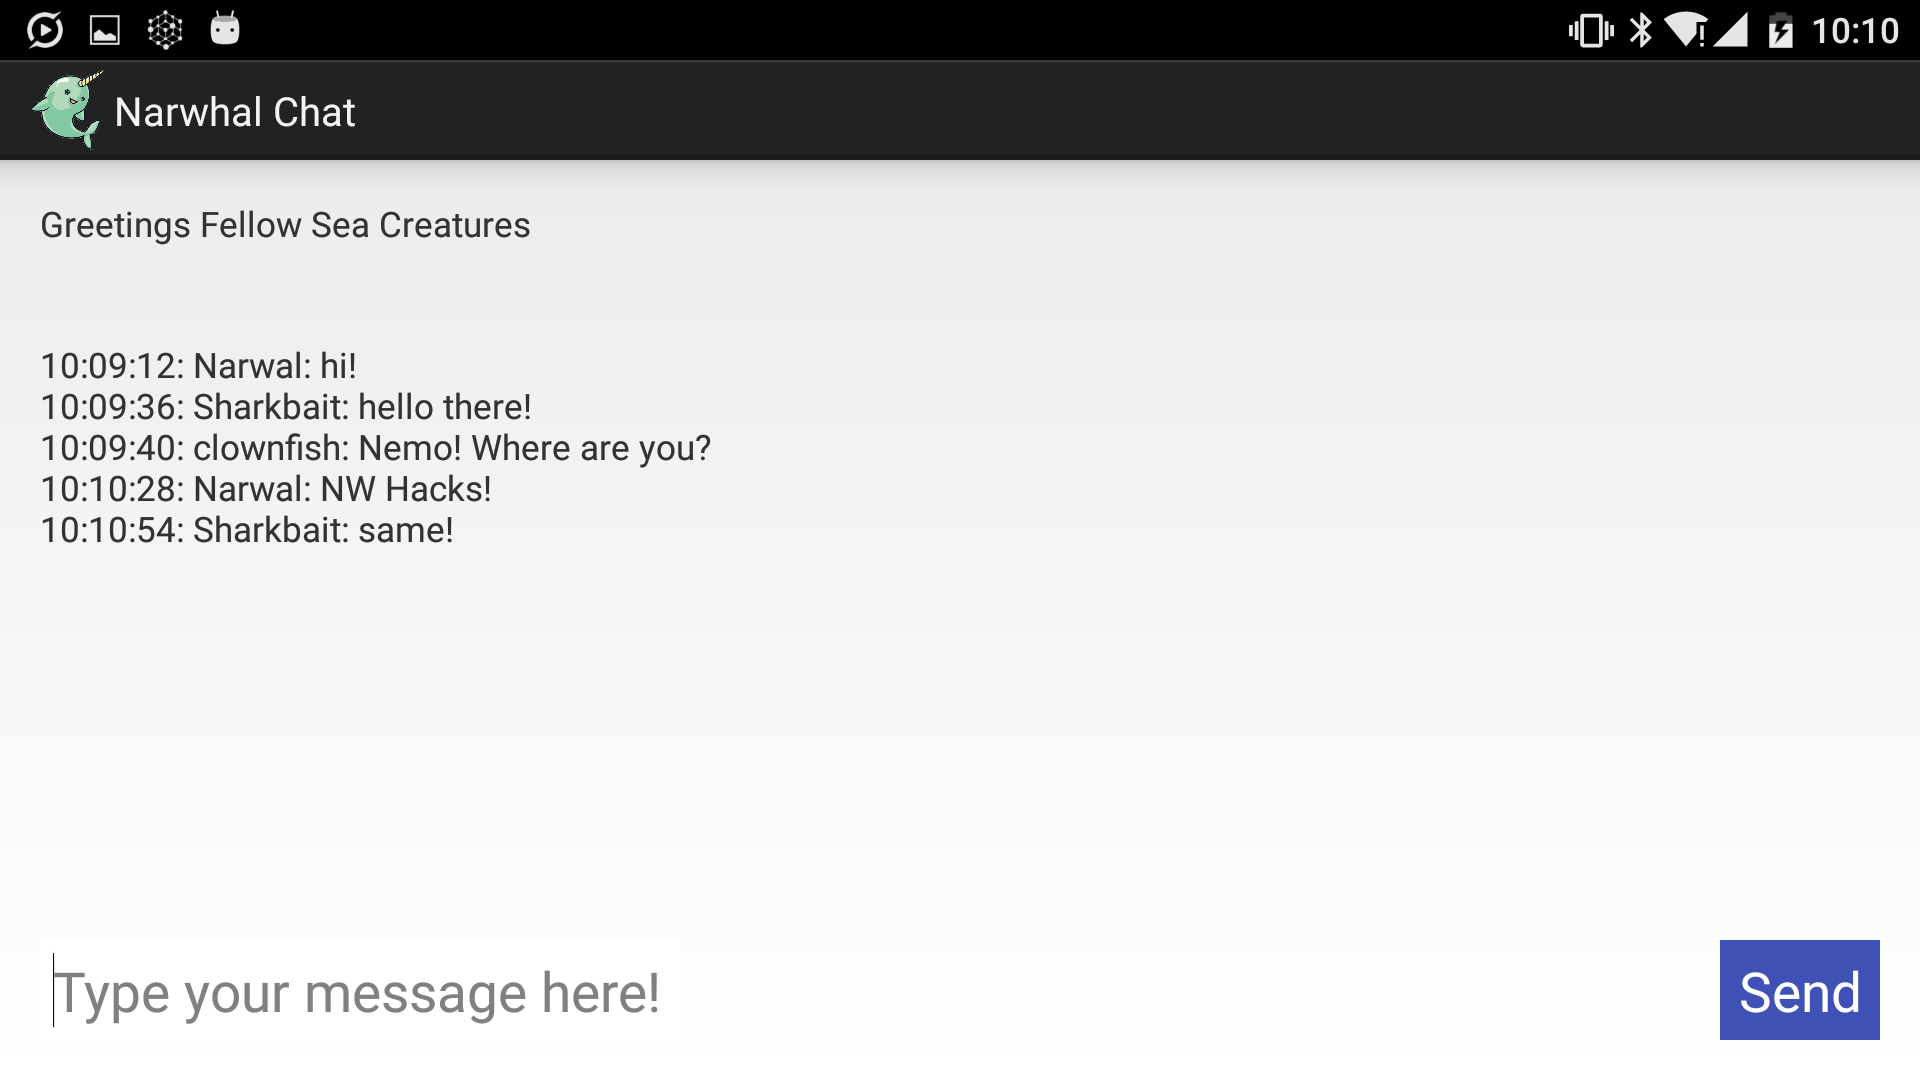 10:10
Narwhal Chat
Greetings Fellow Sea Creatures
10:09:12: Narwal: hi!
10:09:36: Sharkbait: hello there!
10:09:40: clownfish: Nemo! Where are you?
10:10:28: Narwal: NW Hacks!
10:10:54: Sharkbait: same!
Type your message here!
Send